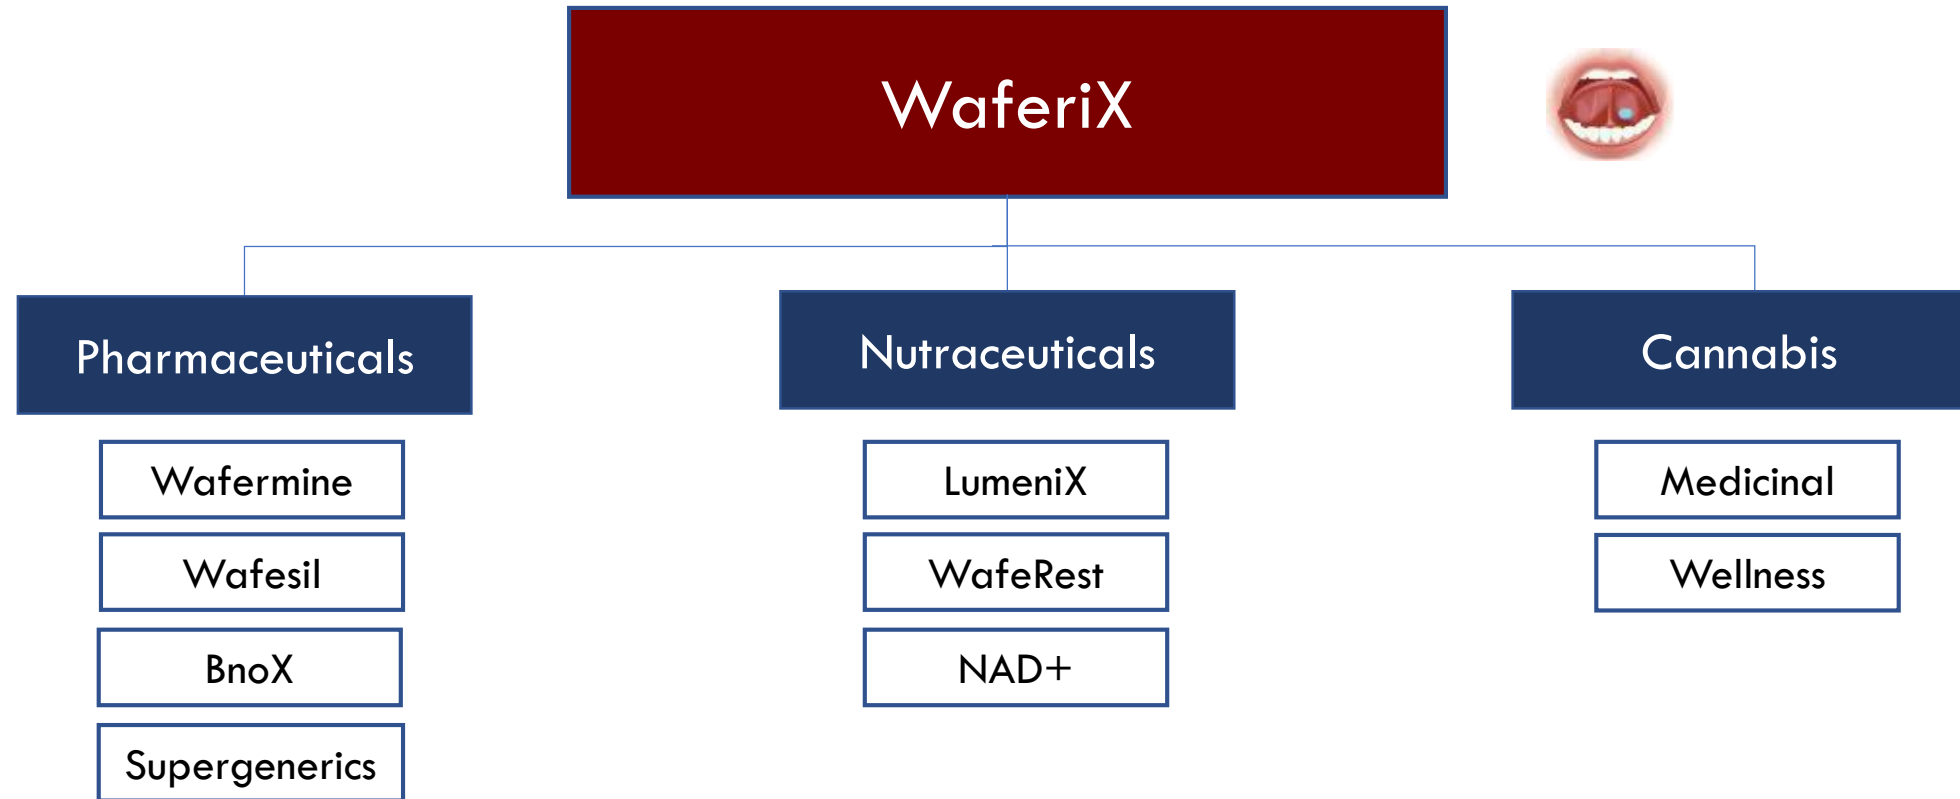 WaferiX
Pharmaceuticals
Wafermine
Wafesil
BnoX
Supergenerics
Nutraceuticals
LumeniX
WafeRest
NAD+
Cannabis
Medicinal
Wellness